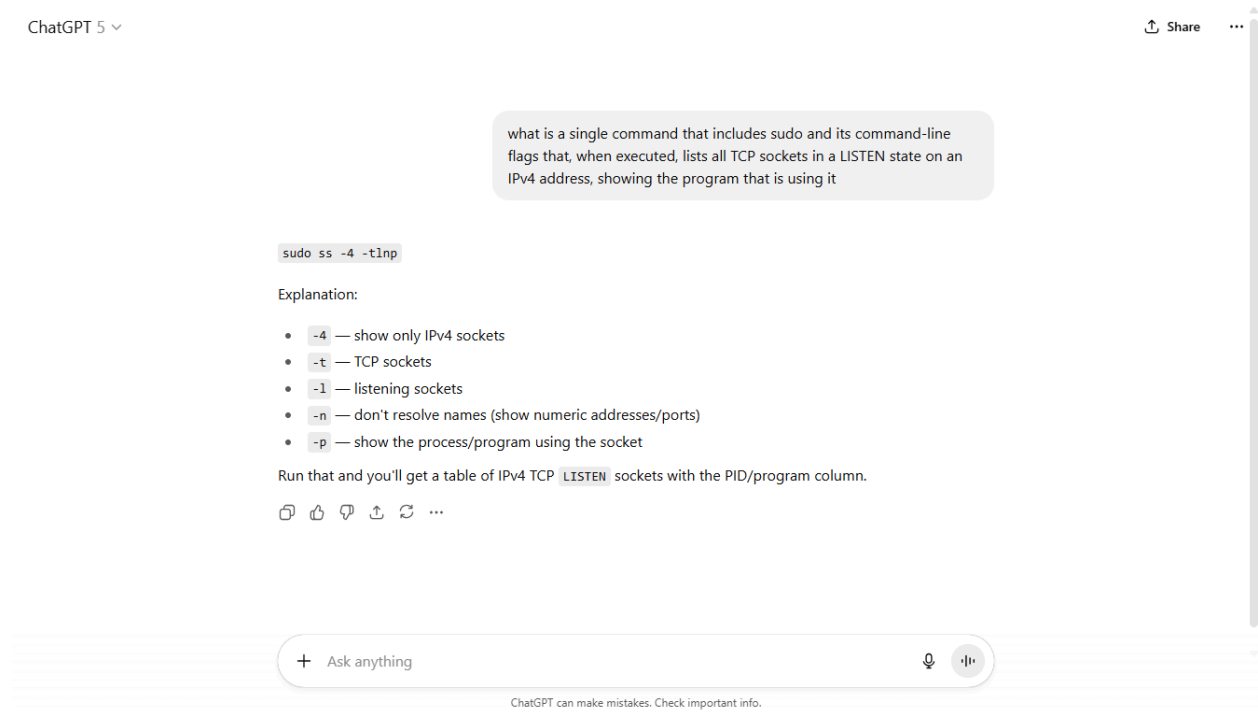 ChatGPT 5
Share
what is a single command that includes sudo and its command-line
flags that, when executed, lists all TCP sockets in a LISTEN state on an
IPv4 address, showing the program that is using it
sudo ss -4 -tlnp
Explanation:
-4 — show only IPv4 sockets
-t — TCP sockets
-l — listening sockets
-n — don't resolve names (show numeric addresses/ports)
-p — show the process/program using the socket
Run that and you'll get a table of IPv4 TCP LISTEN sockets with the PID/program column.
Ask anything
ChatGPT can make mistakes. Check important info.